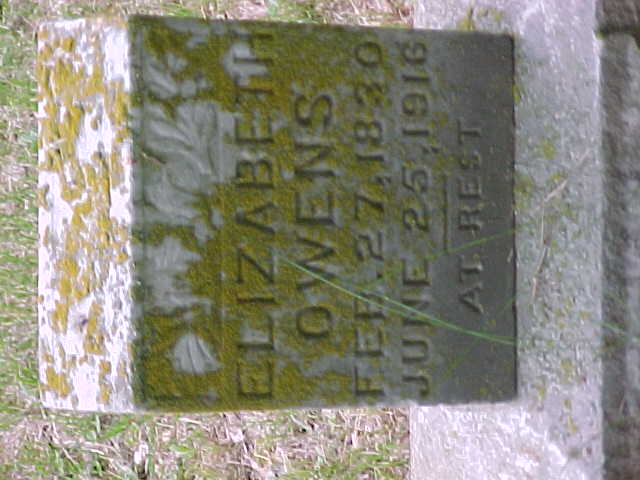 ELIZABETH
OWENS
FEB. 27, 1830
JUNE 25, 1916
AT REST